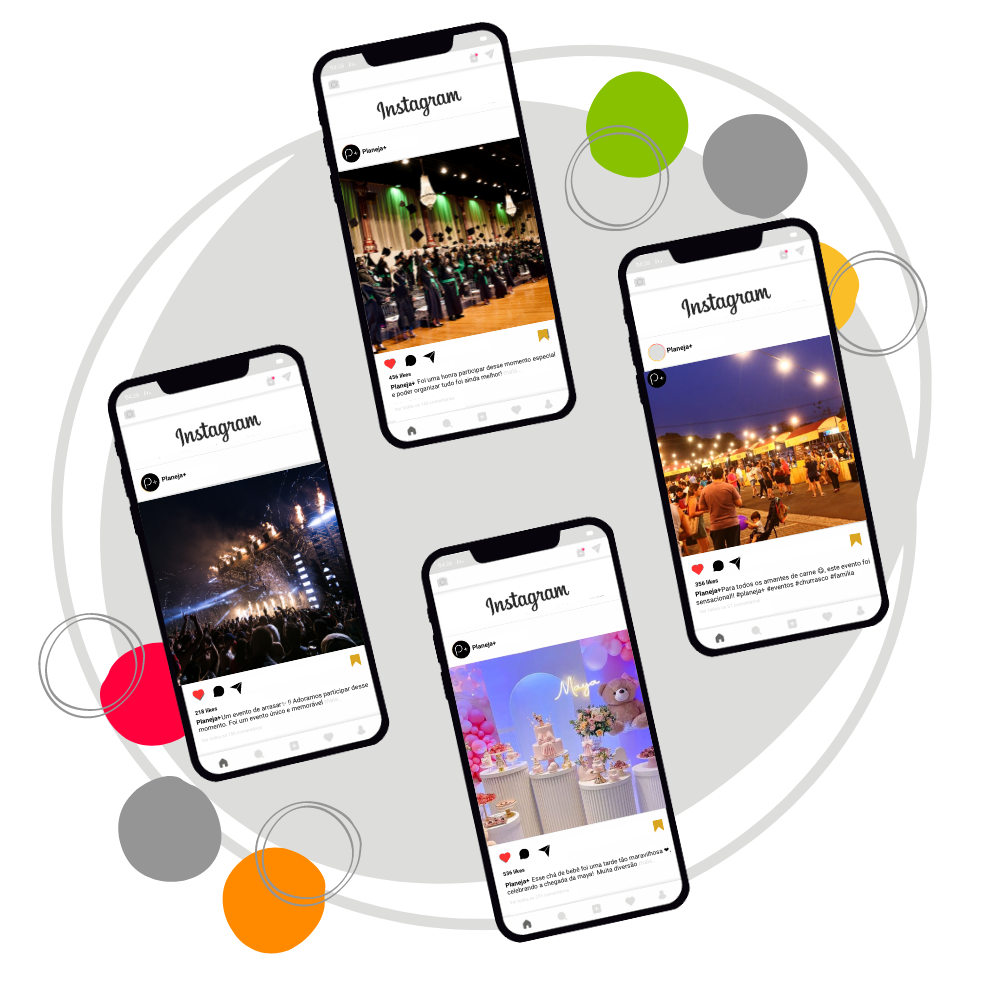 Instagram
Planeja+
456 likes
Planeja+ Foi uma honra participar desse momento especial
e poder organizar tudo foi ainda melhor!
Instagram
Planeja+
356 likes
Planeja+Para todos os amantes de carne 😋, este evento foi
sensacional!! #planeja+ #eventos #churrasco #família
Instagram
Planeja+
218 likes
Planeja+Um evento de arrasar✨!! Adoramos participar desse
momento. Foi um evento único e memorável
Instagram
Planeja+
Maya
536 likes
Planeja+ Esse chá de bebê foi uma tarde tão maravilhosa ❤,
celebrando a chegada da maya! Muita diversão